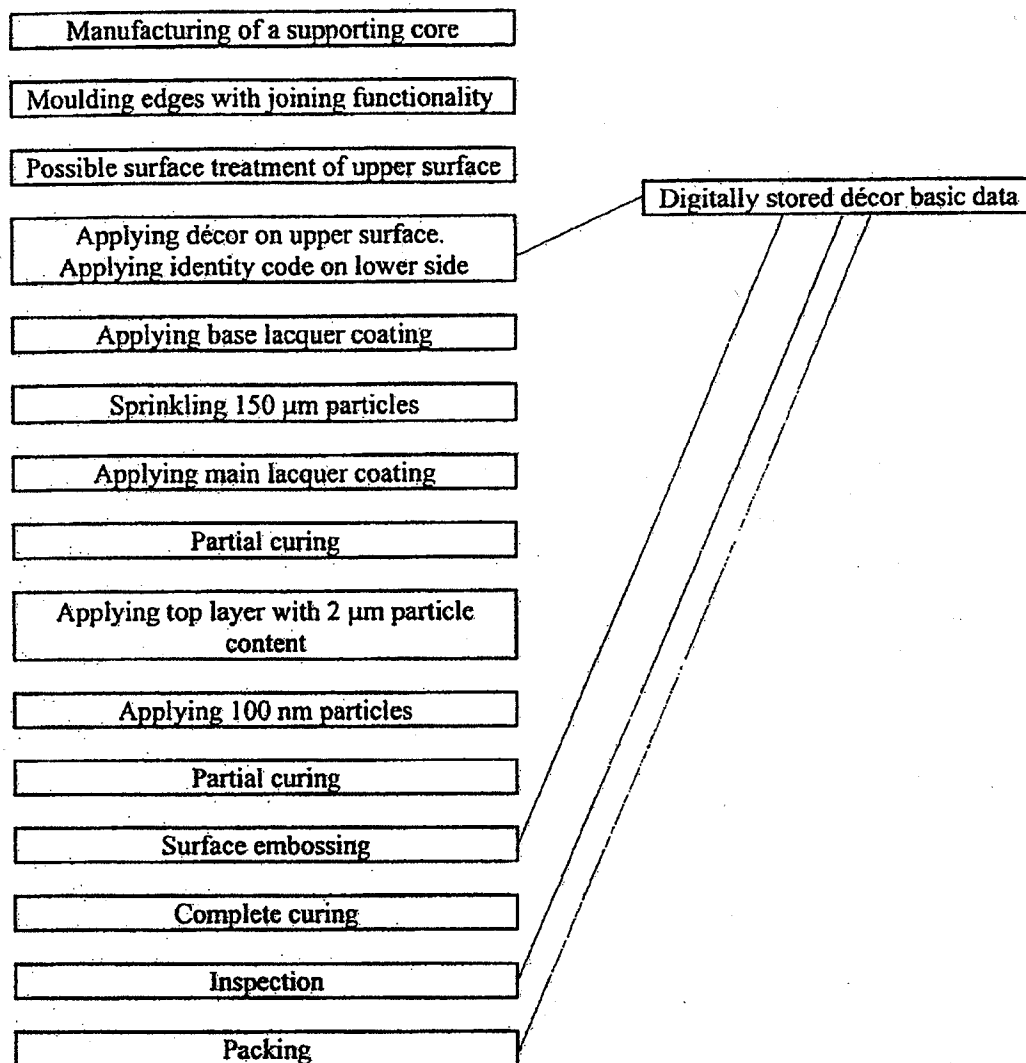 Manufacturing of a supporting core
Moulding edges with joining functionality
Possible surface treatment of upper surface
Digitally stored décor basic data
Applying décor on upper surface.
Applying identity code on lower side
Applying base lacquer coating
Sprinkling 150 µm particles
Applying main lacquer coating
Partial curing
Applying top layer with 2 µm particle
content
Applying 100 nm particles
Partial curing
Surface embossing
Complete curing
Inspection
Packing